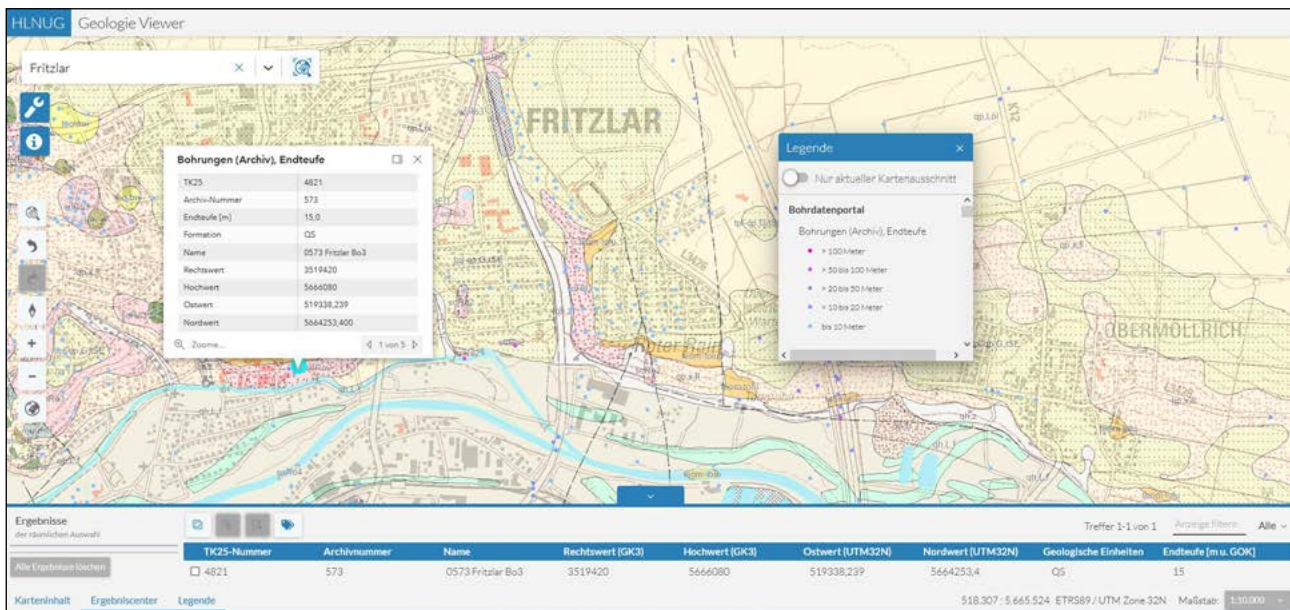 HLNUG Geologie Viewer
Fritzlar
FRITZLAR
K12
Bohrungen (Archiv), Endteufe
TK25 4821
Archiv-Nummer 573
Endteufe [m] 15,0
Formation QS
Name 0573 Fritzlar Bo3
Rechtswert 3519420
Hochwert 5666080
Ostwert 519338,239
Nordwert 5664253,400
Zoome... 1 von 5
Legende
Nur aktueller Kartenausschnitt
Bohrdatenportal
Bohrungen (Archiv), Endteufe
> 100 Meter
> 50 bis 100 Meter
> 20 bis 50 Meter
> 10 bis 20 Meter
bis 10 Meter
L3426
Roter Rain
OBERMÖLLRICH
Ergebnisse
der räumlichen Auswahl
Alle Ergebnisse löschen
Treffer 1-1 von 1 Anzeige filtern Alle
TK25-Nummer Archivnummer Name Rechtswert (GK3) Hochwert (GK3) Ostwert (UTM32N) Nordwert (UTM32N) Geologische Einheiten Endteufe [m u. GOK]
4821 573 0573 Fritzlar Bo3 3519420 5666080 519338,239 5664253,4 QS 15
Karteninhalt Ergebniscenter Legende 518.307 : 5.665.524 ETRS89 / UTM Zone 32N Maßstab: 1:10.000